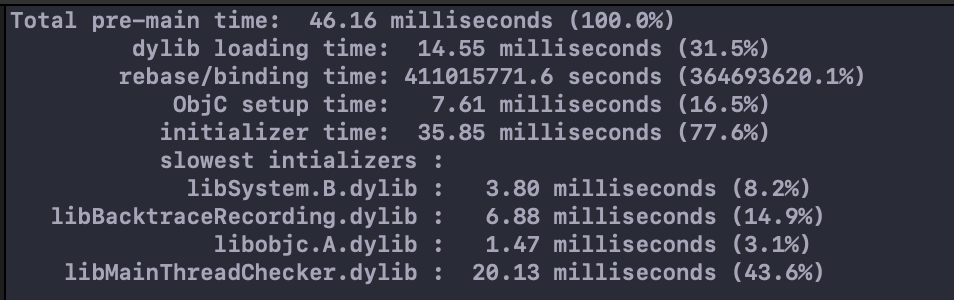 Total pre-main time:  46.16 milliseconds (100.0%)
dylib loading time:  14.55 milliseconds (31.5%)
rebase/binding time: 411015771.6 seconds (364693620.1%)
ObjC setup time:   7.61 milliseconds (16.5%)
initializer time:  35.85 milliseconds (77.6%)
slowest intializers :
libSystem.B.dylib :   3.80 milliseconds (8.2%)
libBacktraceRecording.dylib :   6.88 milliseconds (14.9%)
libobjc.A.dylib :   1.47 milliseconds (3.1%)
libMainThreadChecker.dylib :  20.13 milliseconds (43.6%)